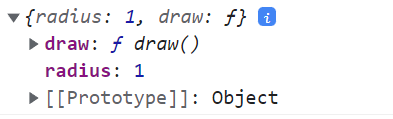 ▼{radius: 1, draw: ƒ} i
▶draw: ƒ draw()
radius: 1
▶[[Prototype]]: Object